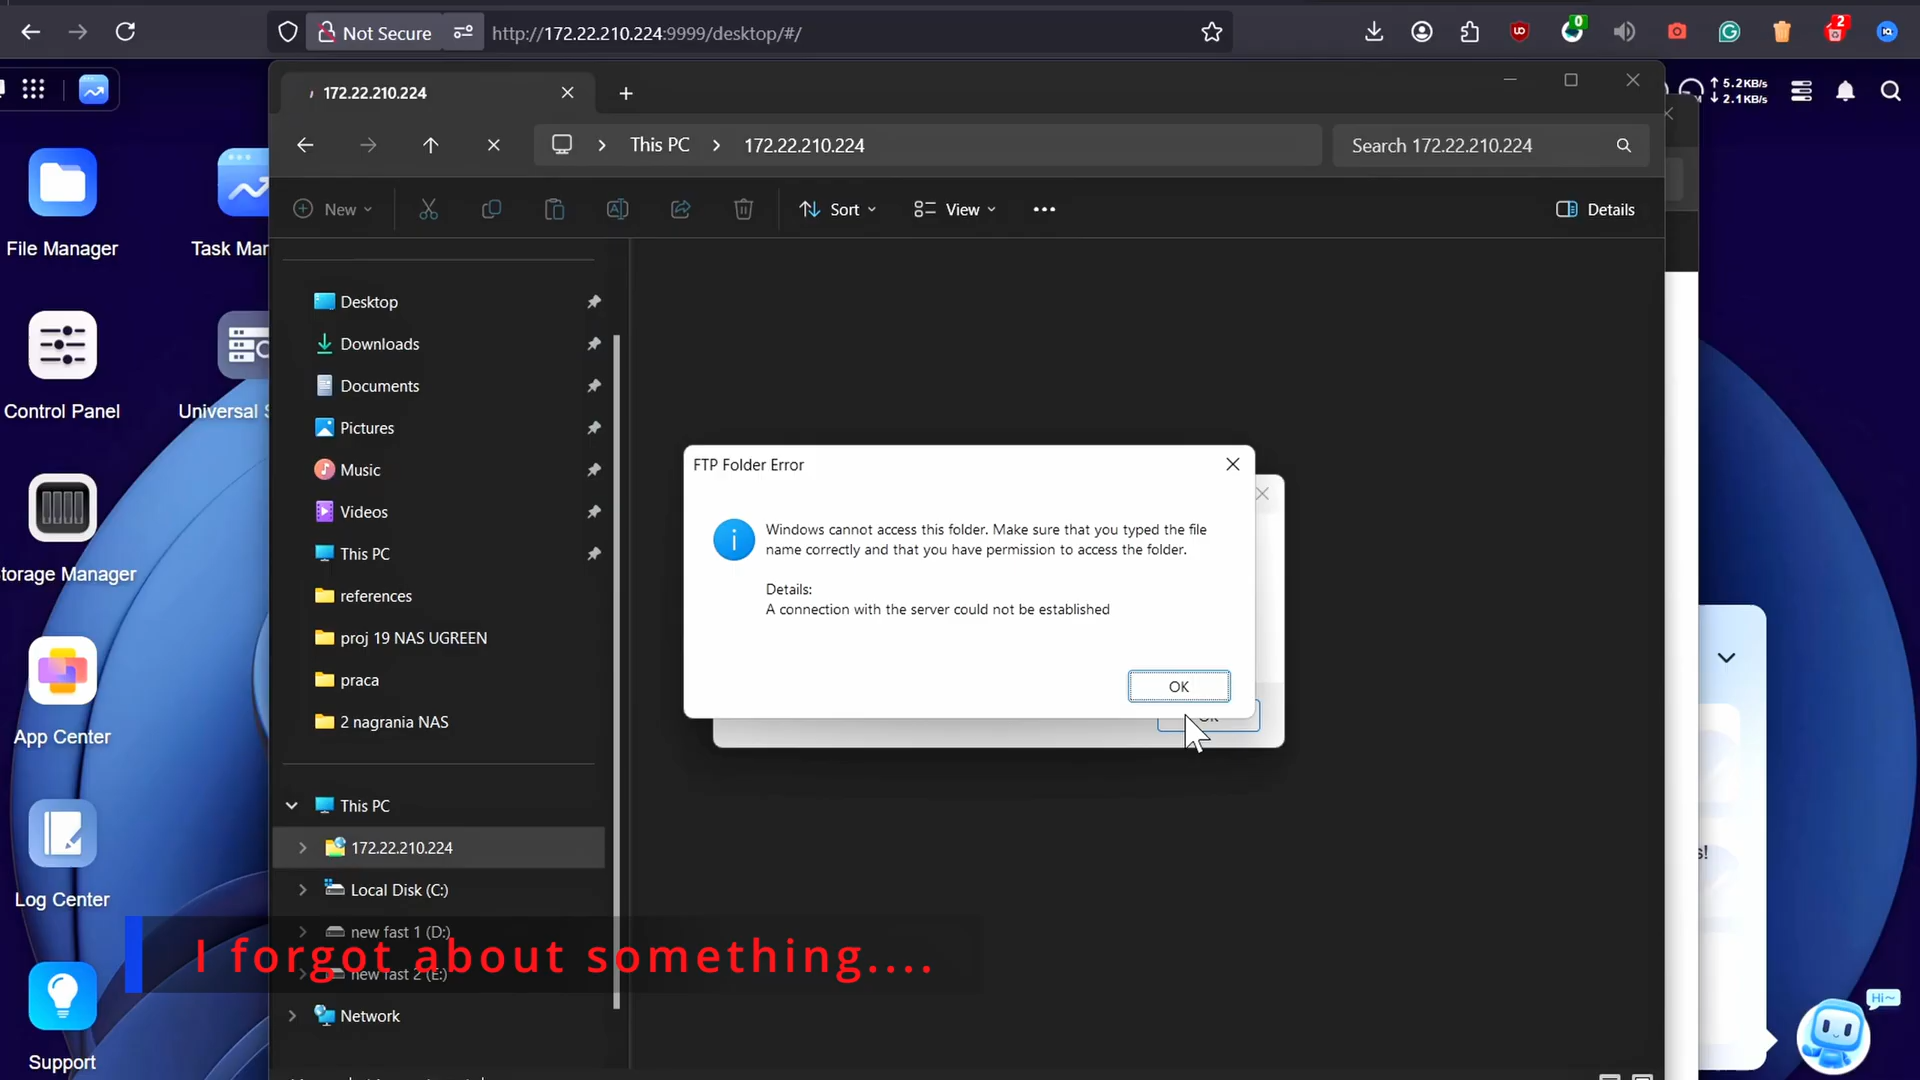 Not Secure
http://172.22.210.224:9999/desktop/#/
0
2
172.22.210.224
5.2KB/s
2.1KB/s
This PC
172.22.210.224
Search 172.22.210.224
New
Sort
View
Details
File Manager
Task Mar
Control Panel
Universal S
Storage Manager
App Center
Log Center
Support
Desktop
Downloads
Documents
Pictures
Music
Videos
This PC
references
proj 19 NAS UGREEN
praca
2 nagrania NAS
This PC
172.22.210.224
Local Disk (C:)
new fast 1 (D:)
new fast 2 (E:)
Network
FTP Folder Error
Windows cannot access this folder. Make sure that you typed the file
name correctly and that you have permission to access the folder.
Details:
A connection with the server could not be established
OK
OK
s!
Hi~
I forgot about something....